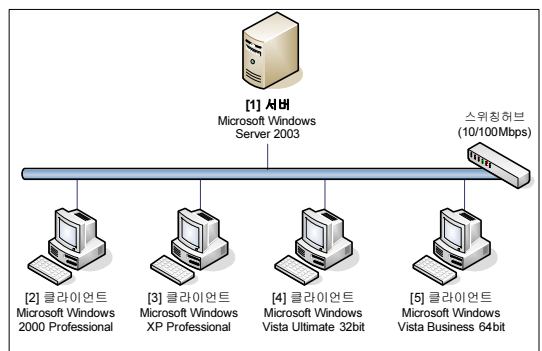 [1] 서버
Microsoft Windows
Server 2003
스위칭허브
(10/100Mbps)
[2] 클라이언트
Microsoft Windows
2000 Professional
[3] 클라이언트
Microsoft Windows
XP Professional
[4] 클라이언트
Microsoft Windows
Vista Ultimate 32bit
[5] 클라이언트
Microsoft Windows
Vista Business 64bit